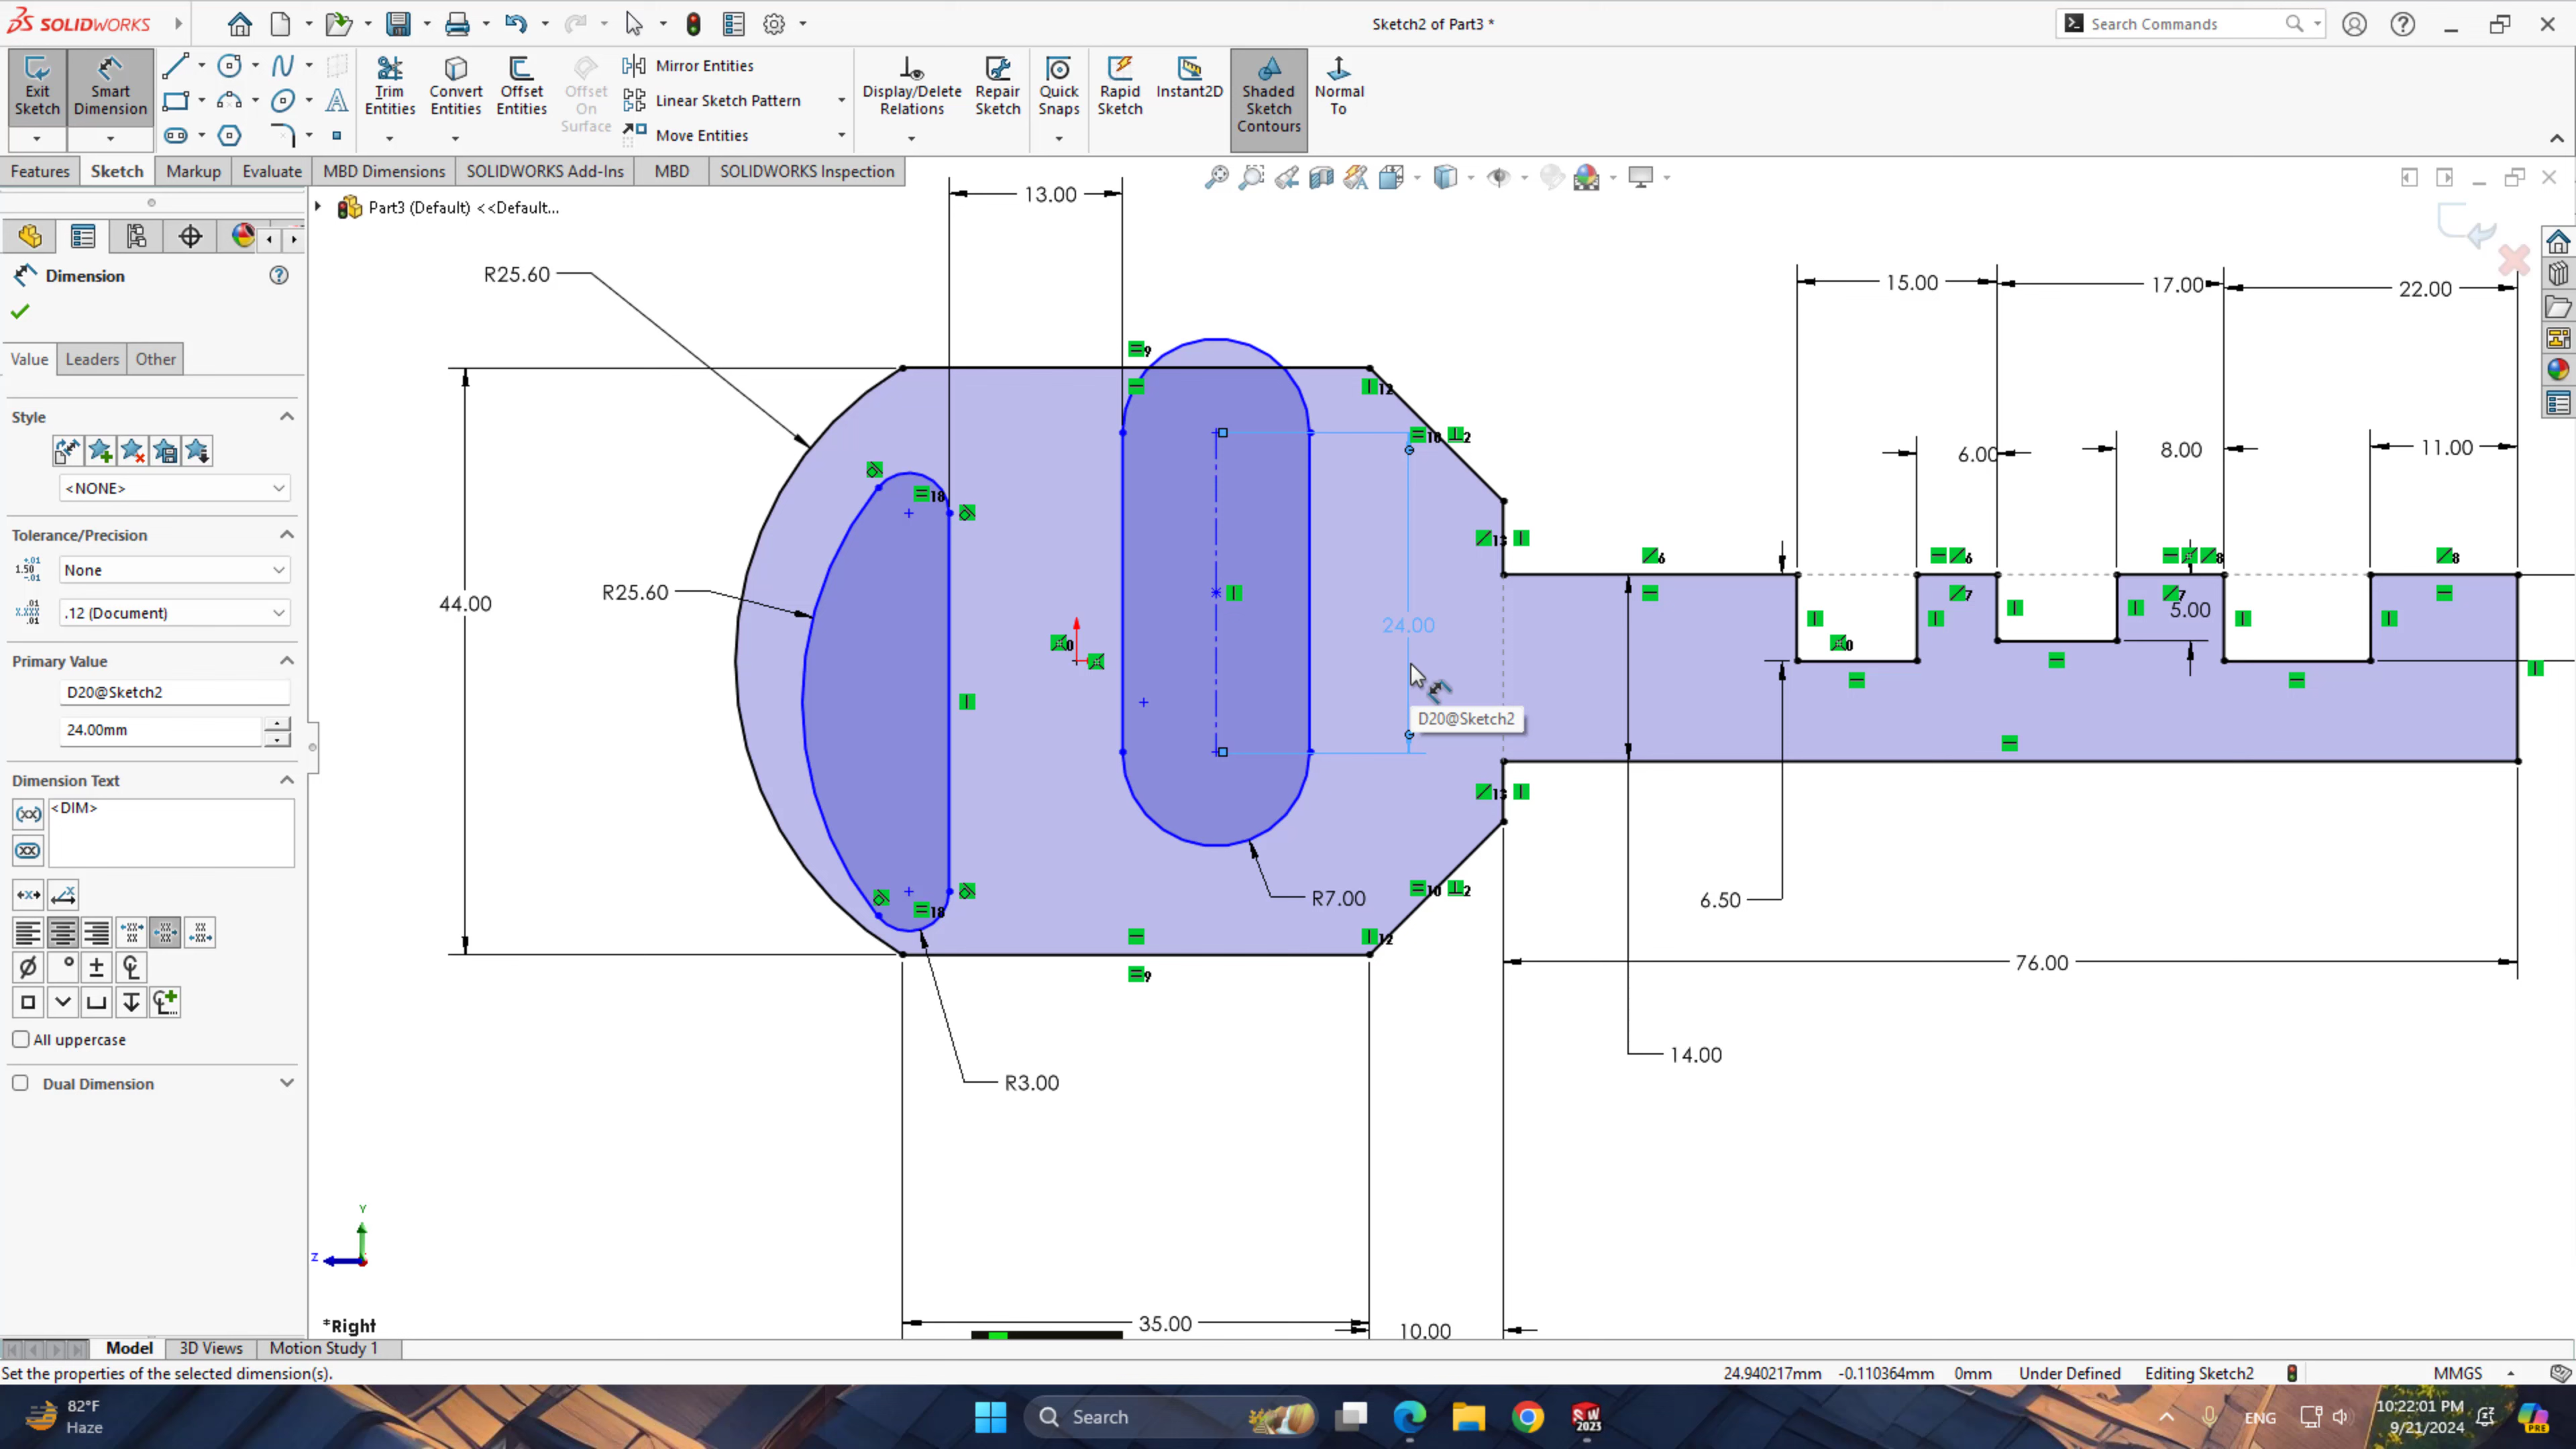 SOLIDWORKS
Sketch2 of Part3 *
Search Commands
Exit Sketch
Smart Dimension
Trim Entities
Convert Entities
Offset Entities
Offset On Surface
Mirror Entities
Linear Sketch Pattern
Move Entities
Display/Delete Relations
Repair Sketch
Quick Snaps
Rapid Sketch
Instant2D
Shaded Sketch Contours
Normal To
Features
Sketch
Markup
Evaluate
MBD Dimensions
SOLIDWORKS Add-Ins
MBD
SOLIDWORKS Inspection
Part3 (Default) <<Default...
Dimension
Value
Leaders
Other
Style
<NONE>
Tolerance/Precision
None
.12 (Document)
Primary Value
D20@Sketch2
24.00mm
Dimension Text
<DIM>
All uppercase
Dual Dimension
13.00
R25.60
15.00
17.00
22.00
6.00
8.00
11.00
44.00
R25.60
24.00
5.00
D20@Sketch2
R7.00
6.50
76.00
14.00
R3.00
35.00
10.00
Y
Z
*Right
Model
3D Views
Motion Study 1
Set the properties of the selected dimension(s).
24.940217mm
-0.110364mm
0mm
Under Defined
Editing Sketch2
MMGS
82°F
Haze
Search
SW
2023
ENG
10:22:01 PM
9/21/2024
PRE